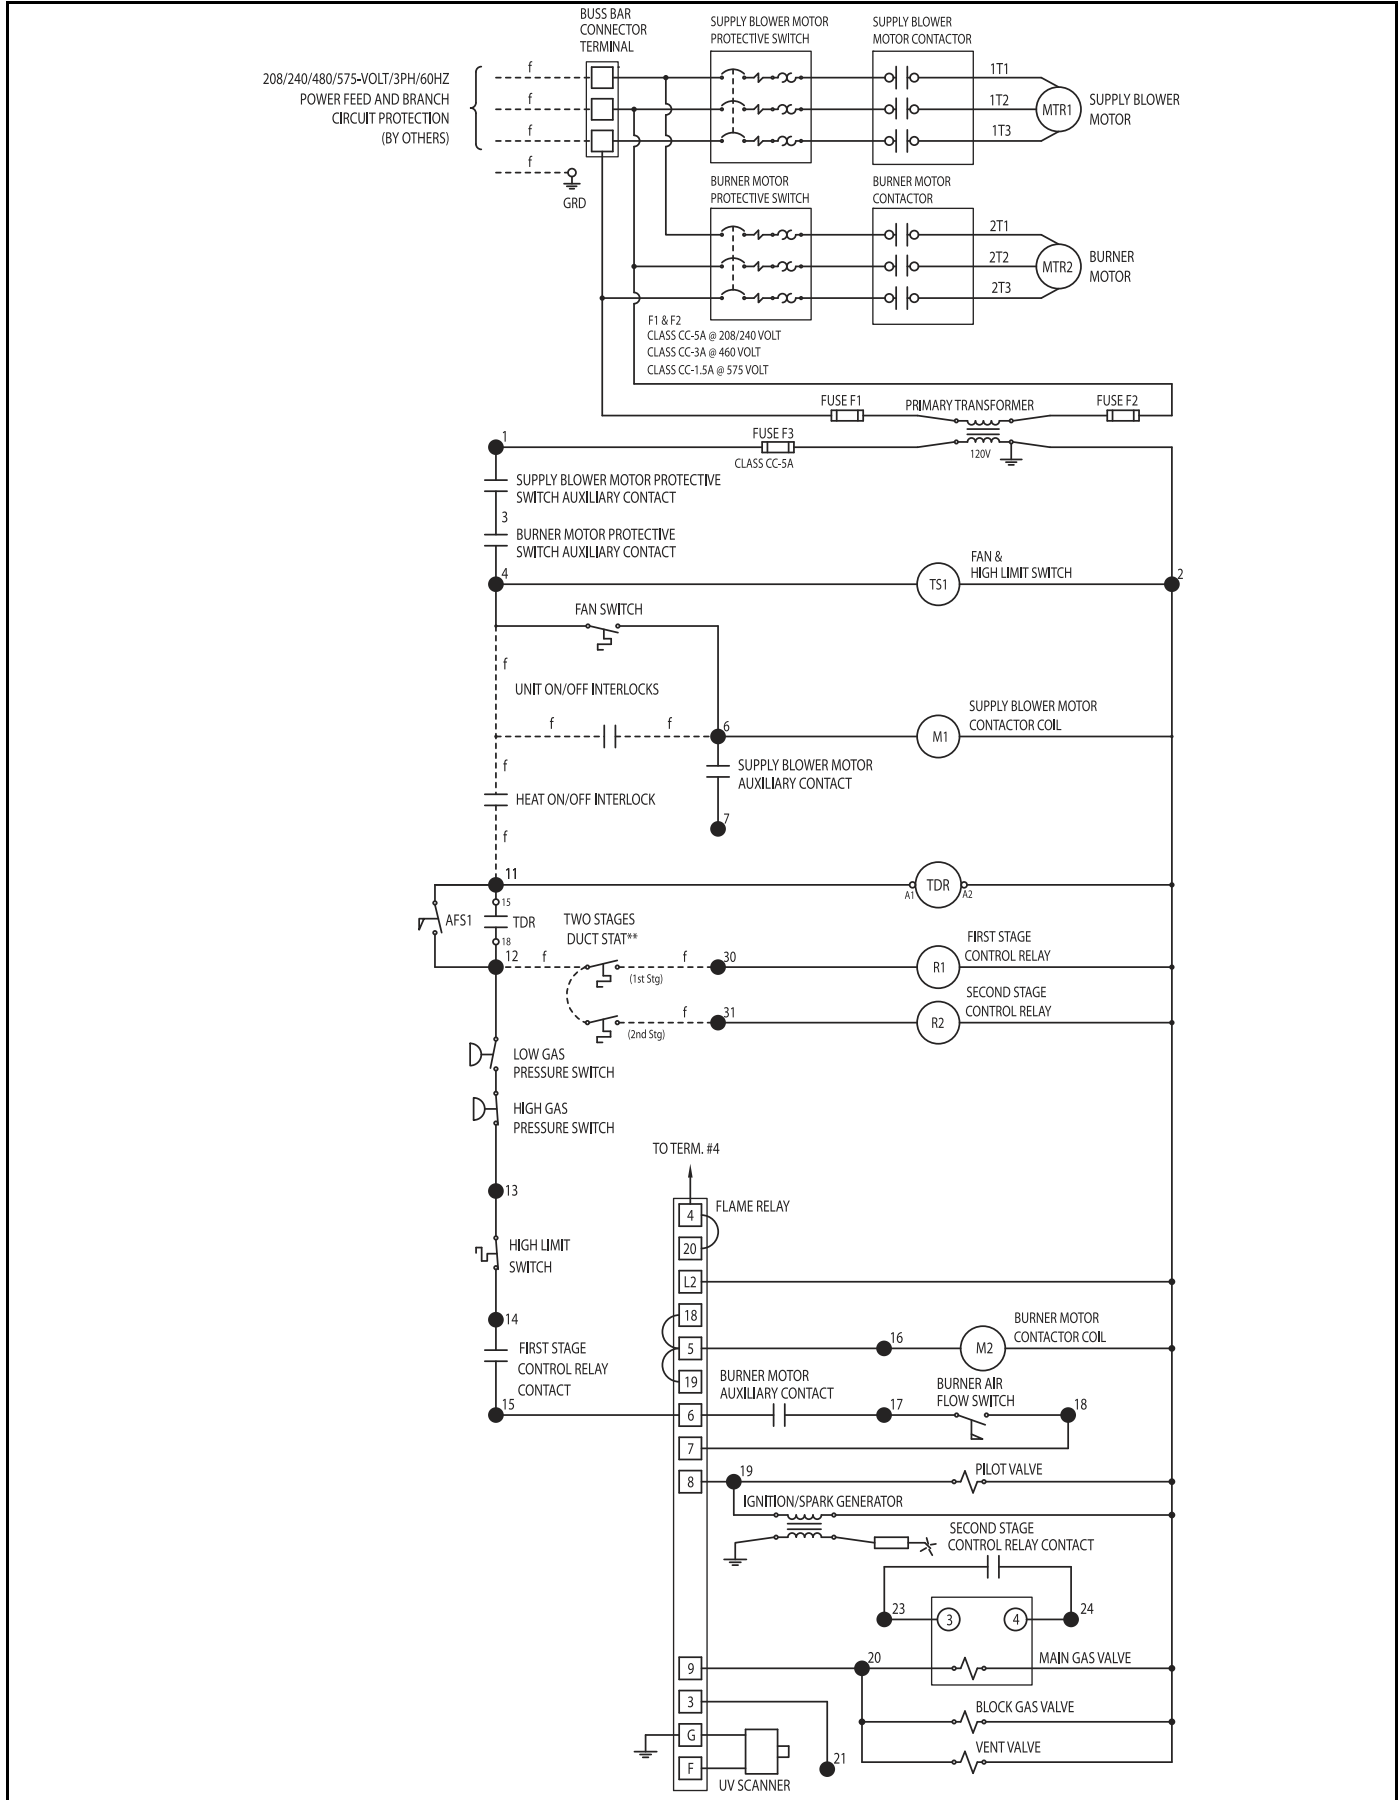 BUSS BAR
CONNECTOR
TERMINAL
SUPPLY BLOWER MOTOR
PROTECTIVE SWITCH
SUPPLY BLOWER
MOTOR CONTACTOR
208/240/480/575-VOLT/3PH/60HZ
POWER FEED AND BRANCH
CIRCUIT PROTECTION
(BY OTHERS)
f
f
f
f
GRD
1T1
1T2
1T3
MTR1
SUPPLY BLOWER
MOTOR
BURNER MOTOR
PROTECTIVE SWITCH
BURNER MOTOR
CONTACTOR
2T1
2T2
2T3
MTR2
BURNER
MOTOR
F1 & F2
CLASS CC-5A @ 208/240 VOLT
CLASS CC-3A @ 460 VOLT
CLASS CC-1.5A @ 575 VOLT
FUSE F1
PRIMARY TRANSFORMER
FUSE F2
1
FUSE F3
CLASS CC-5A
120V
SUPPLY BLOWER MOTOR PROTECTIVE
SWITCH AUXILIARY CONTACT
3
BURNER MOTOR PROTECTIVE
SWITCH AUXILIARY CONTACT
4
TS1
FAN &
HIGH LIMIT SWITCH
2
FAN SWITCH
f
UNIT ON/OFF INTERLOCKS
f
f
6
M1
SUPPLY BLOWER MOTOR
CONTACTOR COIL
f
SUPPLY BLOWER MOTOR
AUXILIARY CONTACT
HEAT ON/OFF INTERLOCK
7
f
11
A1
TDR
A2
15
AFS1
TDR
18
TWO STAGES
DUCT STAT**
12
f
(1st Stg)
f
30
R1
FIRST STAGE
CONTROL RELAY
(2nd Stg)
f
31
R2
SECOND STAGE
CONTROL RELAY
LOW GAS
PRESSURE SWITCH
HIGH GAS
PRESSURE SWITCH
TO TERM. #4
13
4
FLAME RELAY
20
HIGH LIMIT
SWITCH
L2
14
18
FIRST STAGE
CONTROL RELAY
CONTACT
5
16
M2
BURNER MOTOR
CONTACTOR COIL
19
BURNER MOTOR
AUXILIARY CONTACT
BURNER AIR
FLOW SWITCH
15
6
17
18
7
8
19
PILOT VALVE
IGNITION/SPARK GENERATOR
SECOND STAGE
CONTROL RELAY CONTACT
23
3
4
24
9
20
MAIN GAS VALVE
3
BLOCK GAS VALVE
G
VENT VALVE
F
21
UV SCANNER